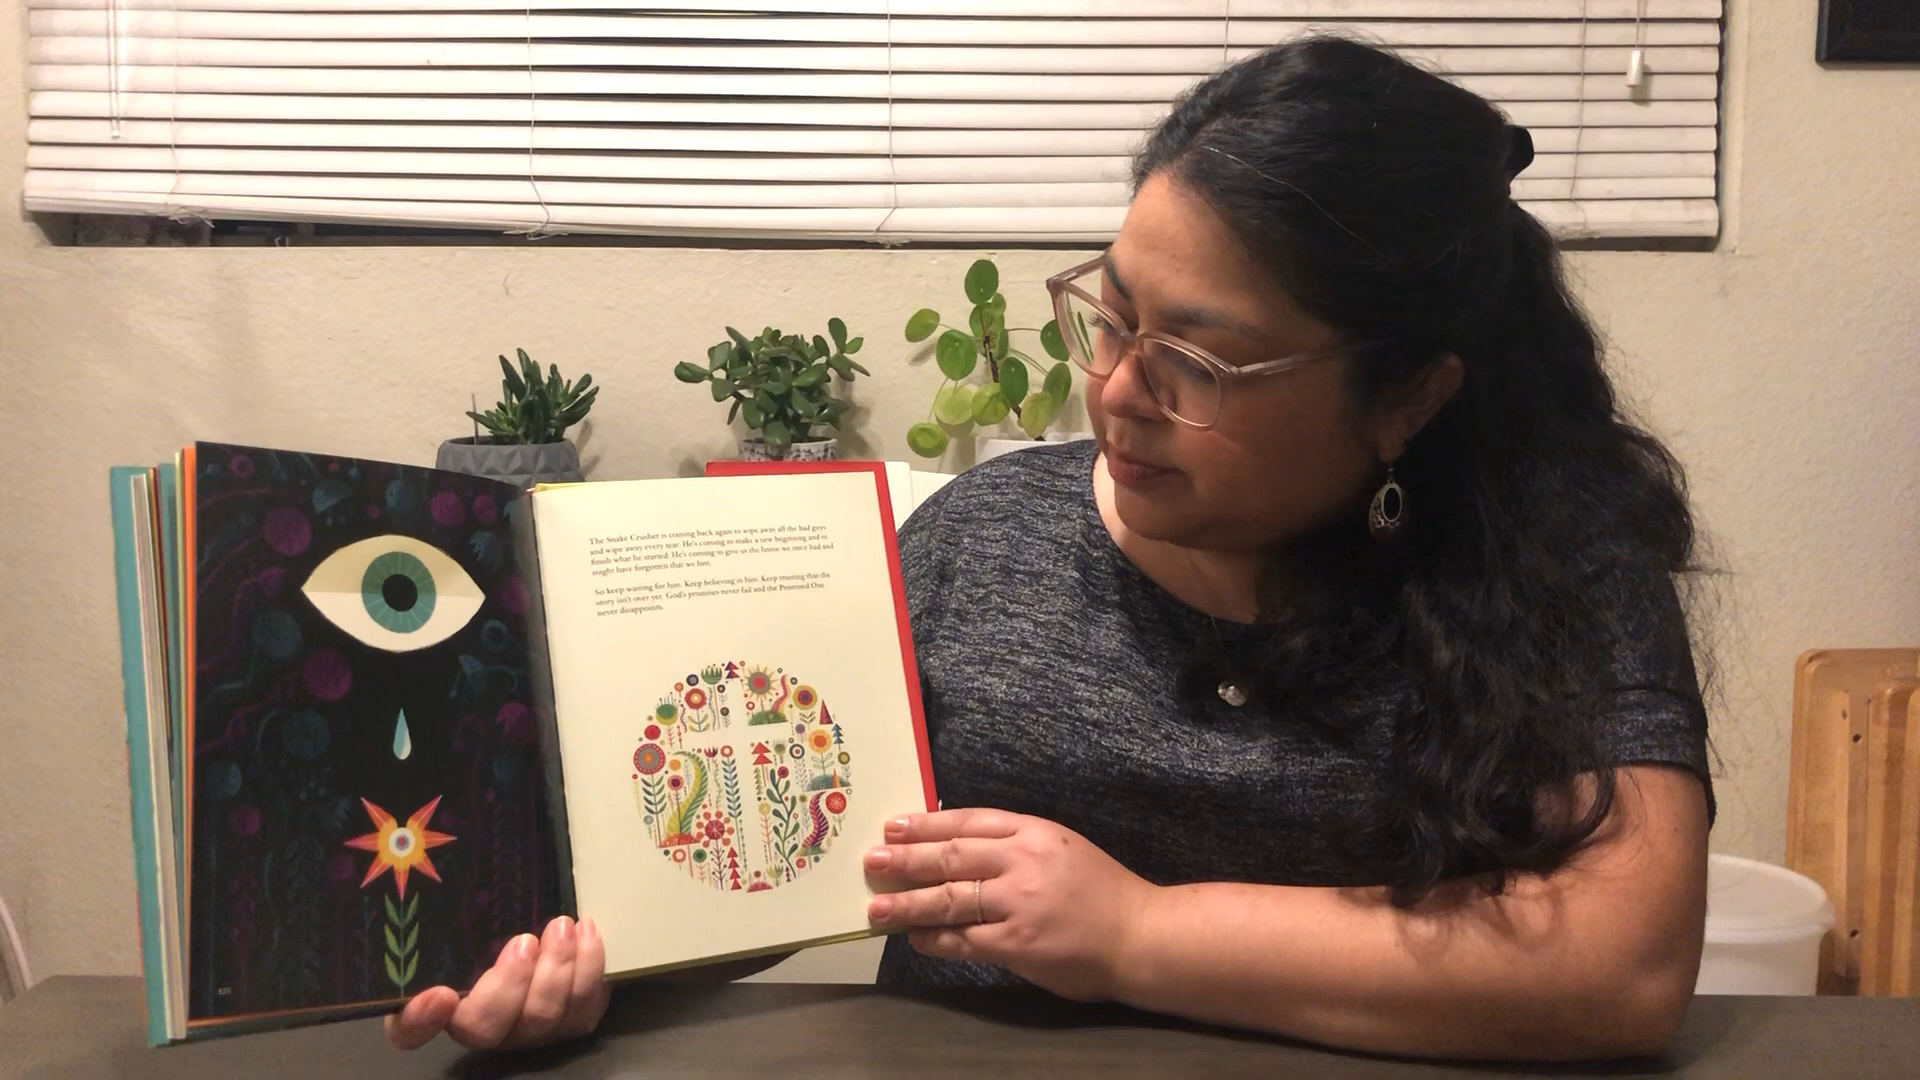 The Snake Crusher is coming back again to wipe away all the bad guys
and wipe away every tear. He's coming to make a new beginning and to
finish what he started. He's coming to give us the home we once had and
might have forgotten that we lost.
So keep waiting for him. Keep believing in him. Keep trusting that the
story isn't over yet. God's promises never fail and the Promised One
never disappoints.